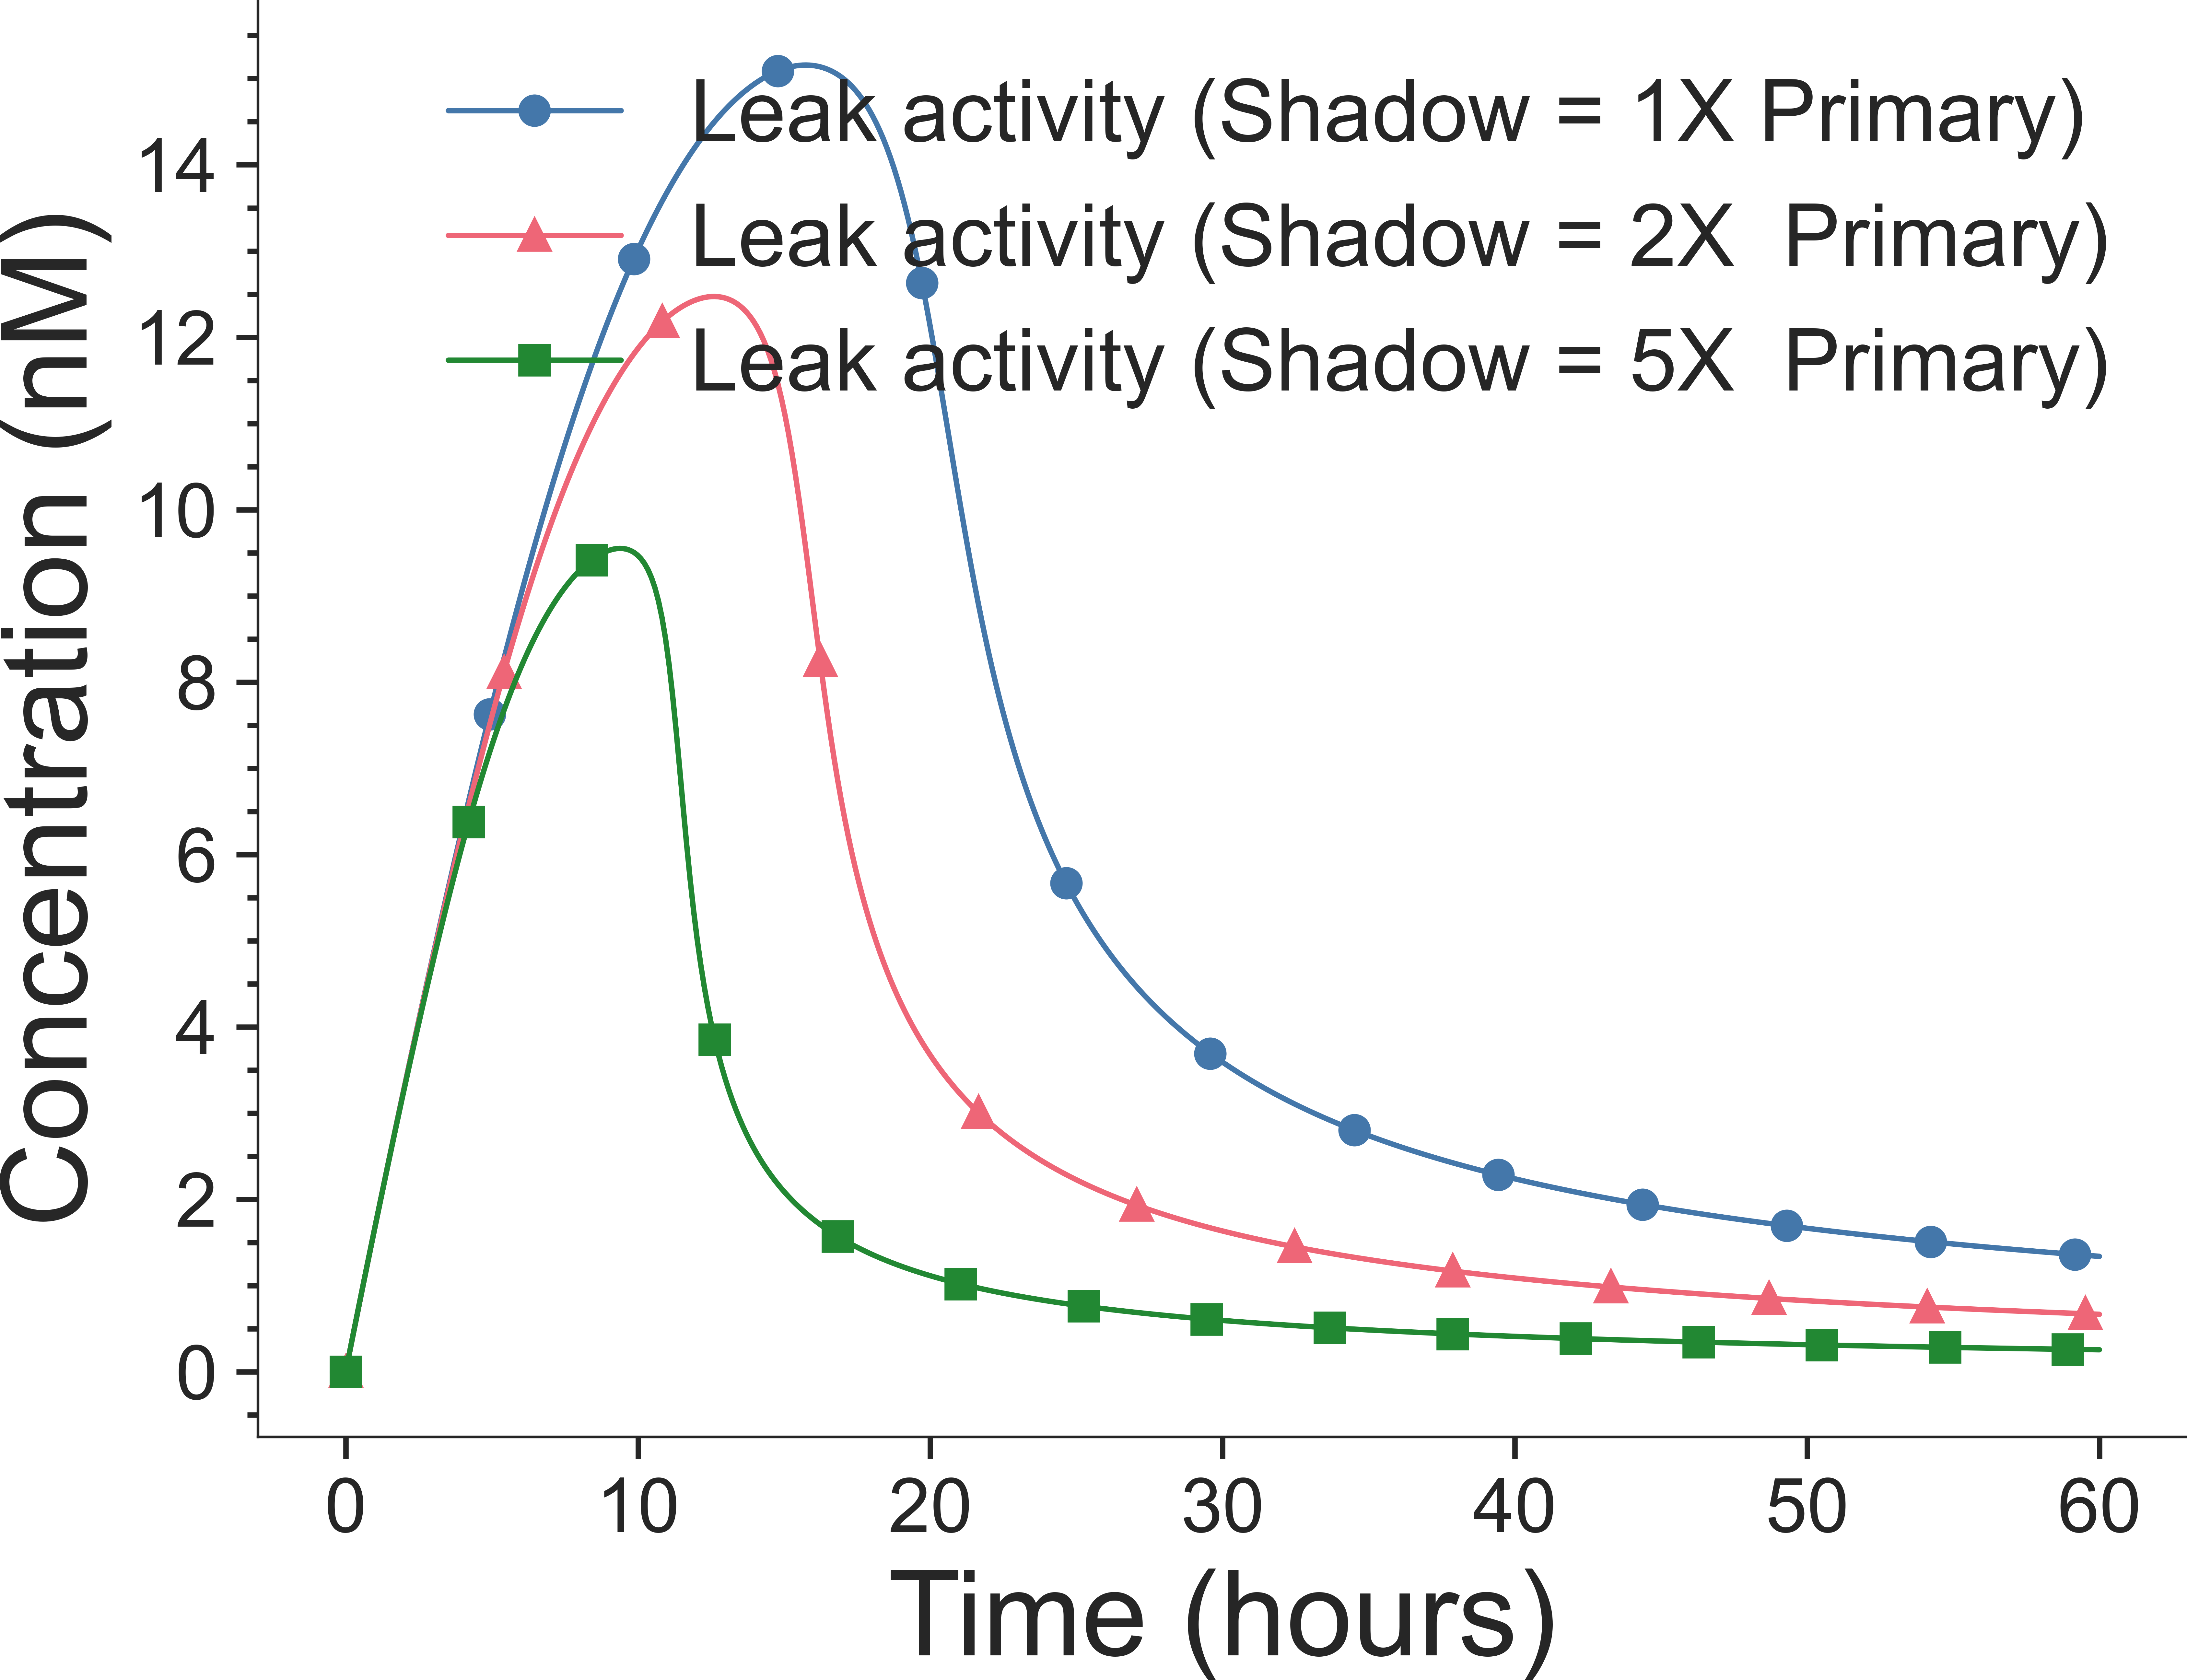 Leak activity (Shadow = 1X Primary)
Leak activity (Shadow = 2X  Primary)
Leak activity (Shadow = 5X  Primary)
Concentration (nM)
14
12
10
8
6
4
2
0
0 10 20 30 40 50 60
Time (hours)